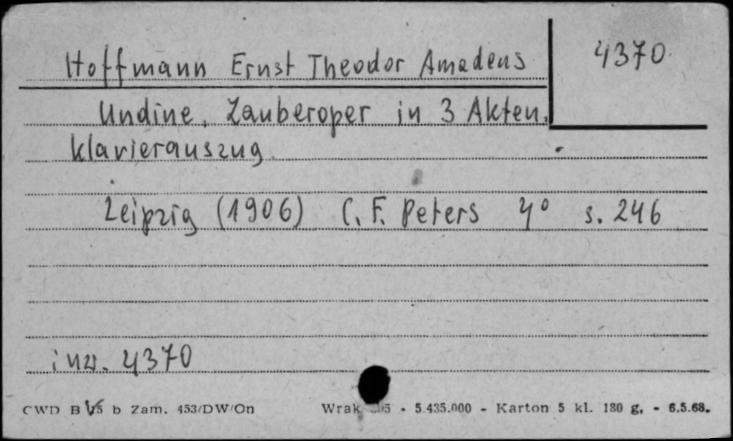 Hoffmann Ernst Theodor Amadeus
4370
Undine, Zauberoper in 3 Akten.
Klavierauszug
Leipzig (1906) C. F. Peters 4° s. 246
inw. 4370
CWD B b Zam. 453/DW/On Wrak - 5.435.000 - Karton 5 kl. 180 g. - 6.5.68.